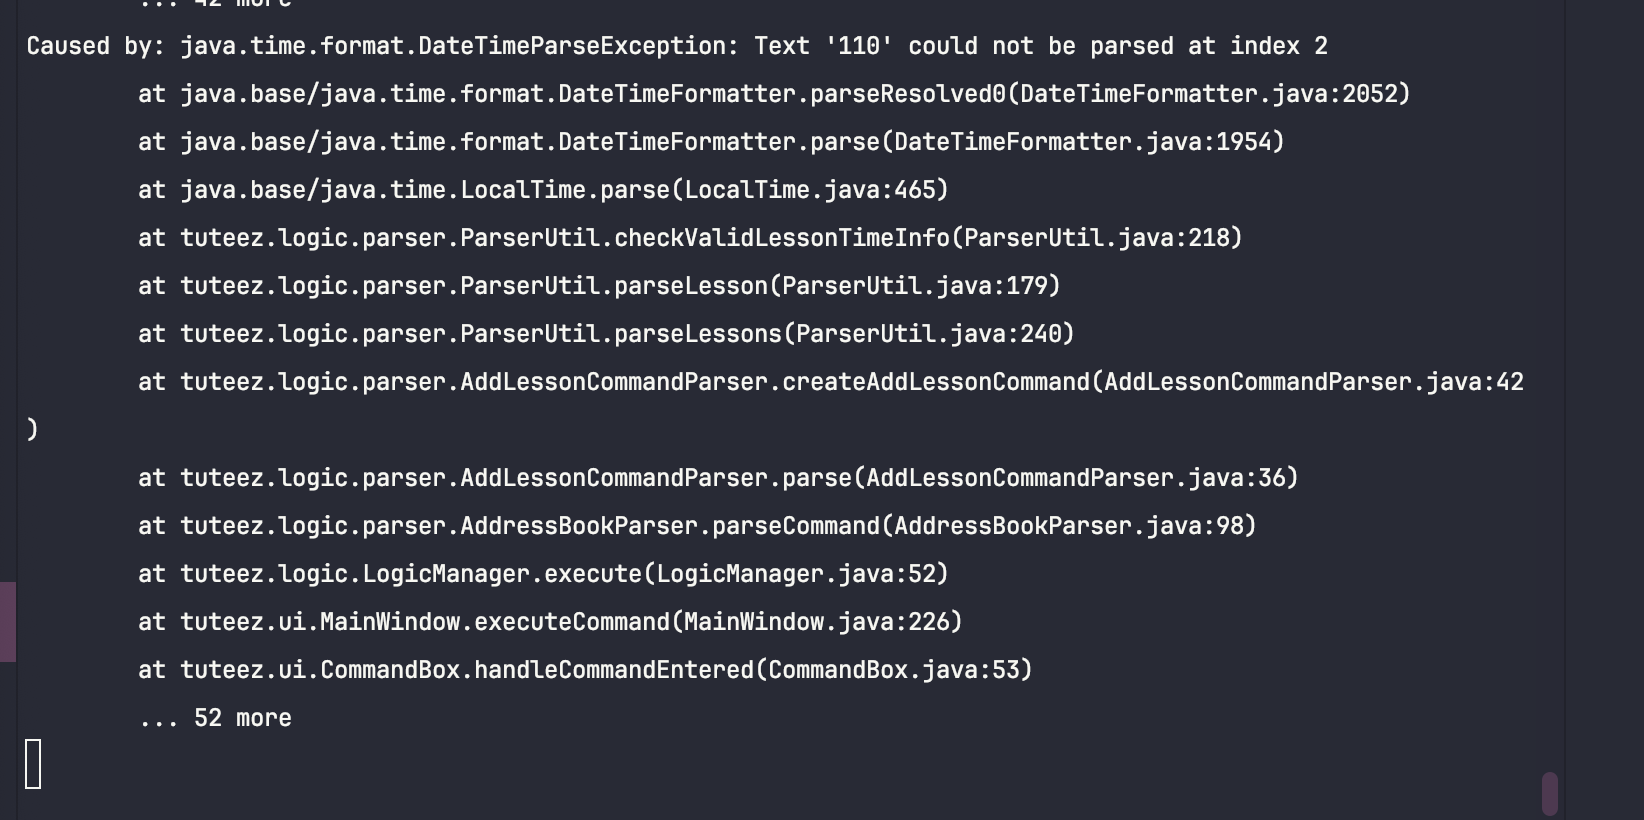 ... 42 more
Caused by: java.time.format.DateTimeParseException: Text '110' could not be parsed at index 2
at java.base/java.time.format.DateTimeFormatter.parseResolved0(DateTimeFormatter.java:2052)
at java.base/java.time.format.DateTimeFormatter.parse(DateTimeFormatter.java:1954)
at java.base/java.time.LocalTime.parse(LocalTime.java:465)
at tuteez.logic.parser.ParserUtil.checkValidLessonTimeInfo(ParserUtil.java:218)
at tuteez.logic.parser.ParserUtil.parseLesson(ParserUtil.java:179)
at tuteez.logic.parser.ParserUtil.parseLessons(ParserUtil.java:240)
at tuteez.logic.parser.AddLessonCommandParser.createAddLessonCommand(AddLessonCommandParser.java:42
)
at tuteez.logic.parser.AddLessonCommandParser.parse(AddLessonCommandParser.java:36)
at tuteez.logic.parser.AddressBookParser.parseCommand(AddressBookParser.java:98)
at tuteez.logic.LogicManager.execute(LogicManager.java:52)
at tuteez.ui.MainWindow.executeCommand(MainWindow.java:226)
at tuteez.ui.CommandBox.handleCommandEntered(CommandBox.java:53)
... 52 more